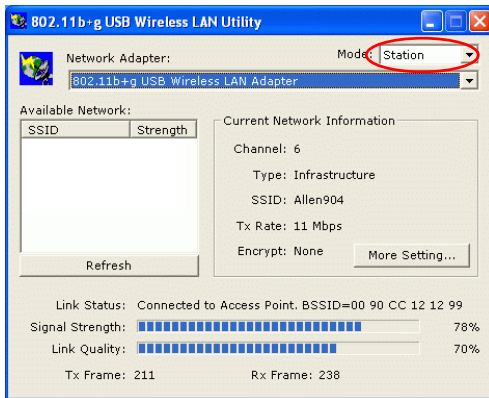 802.11b+g USB Wireless LAN Utility
Network Adapter:
Mode: Station
802.11b+g USB Wireless LAN Adapter
Available Network:
SSID Strength
Refresh
Current Network Information
Channel: 6
Type: Infrastructure
SSID: Allen904
Tx Rate: 11 Mbps
Encrypt: None
More Setting...
Link Status: Connected to Access Point. BSSID=00 90 CC 12 12 99
Signal Strength: 78%
Link Quality: 70%
Tx Frame: 211 Rx Frame: 238